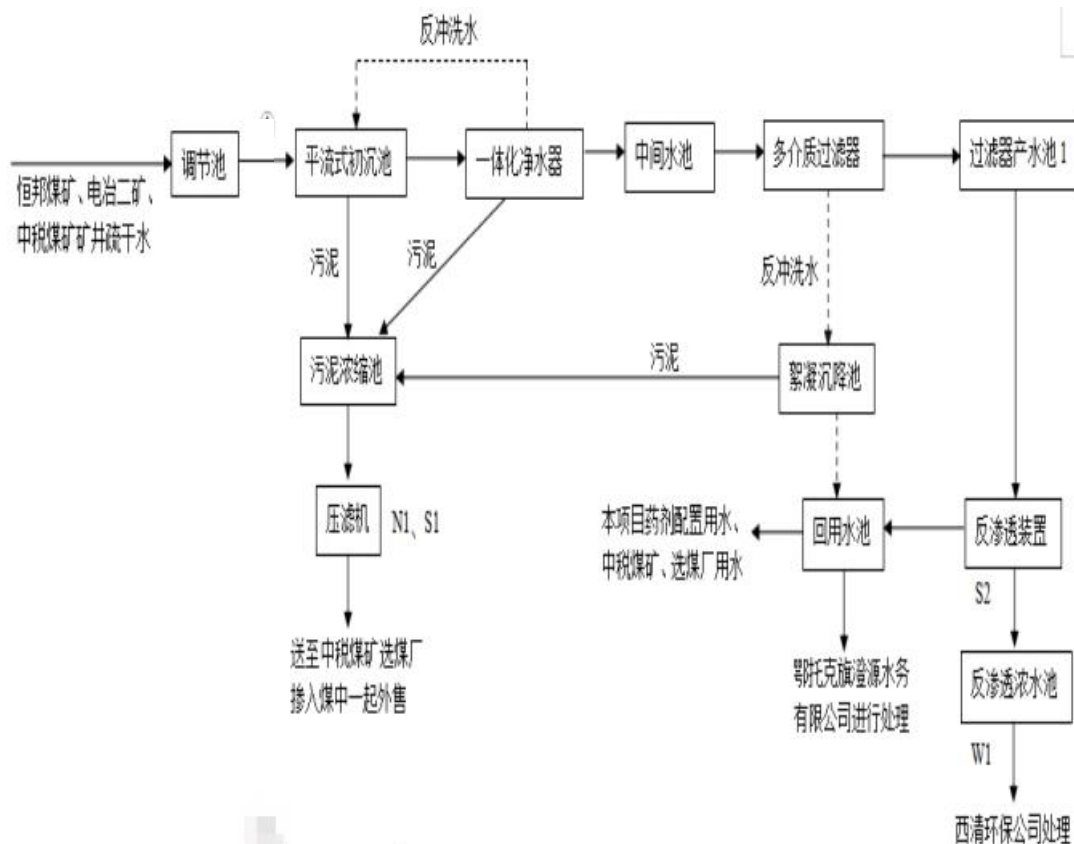 反冲洗水
调节池
平流式初沉池
一体化净水器
中间水池
多介质过滤器
过滤器产水池1
恒邦煤矿、电冶二矿、
中税煤矿矿井疏干水
污泥
污泥
反冲洗水
污泥浓缩池
污泥
絮凝沉降池
压滤机
N1、S1
本项目药剂配置用水、
中税煤矿、选煤厂用水
回用水池
反渗透装置
S2
送至中税煤矿选煤厂
掺入煤中一起外售
鄂托克旗澄源水务
有限公司进行处理
反渗透浓水池
W1
西清环保公司处理